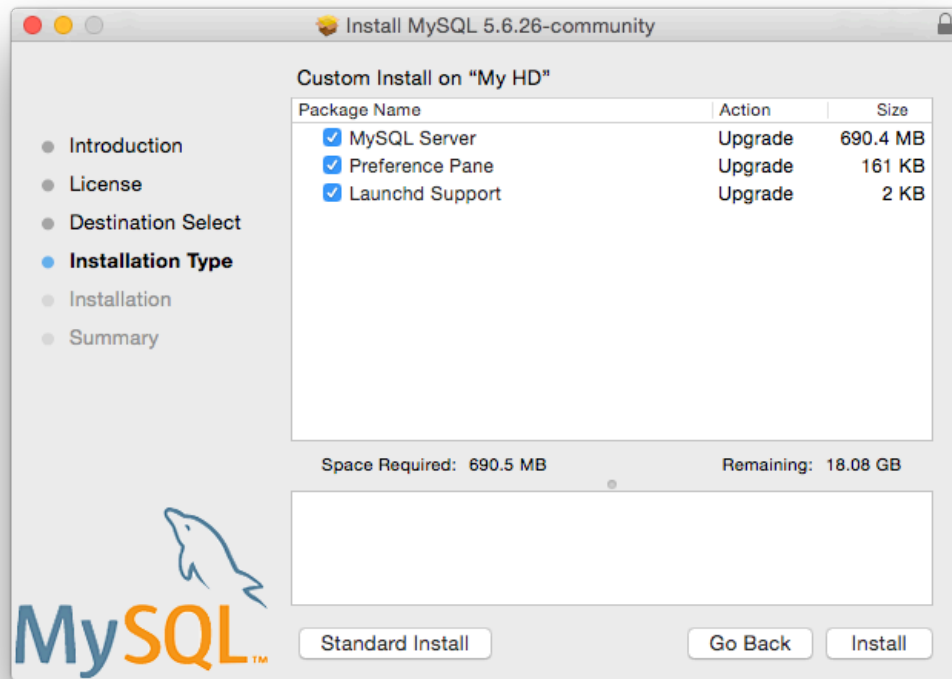 Install MySQL 5.6.26-community
Custom Install on “My HD”
Package Name Action Size
MySQL Server Upgrade 690.4 MB
Preference Pane Upgrade 161 KB
Launchd Support Upgrade 2 KB
Introduction
License
Destination Select
Installation Type
Installation
Summary
Space Required: 690.5 MB Remaining: 18.08 GB
MySQL™
Standard Install Go Back Install